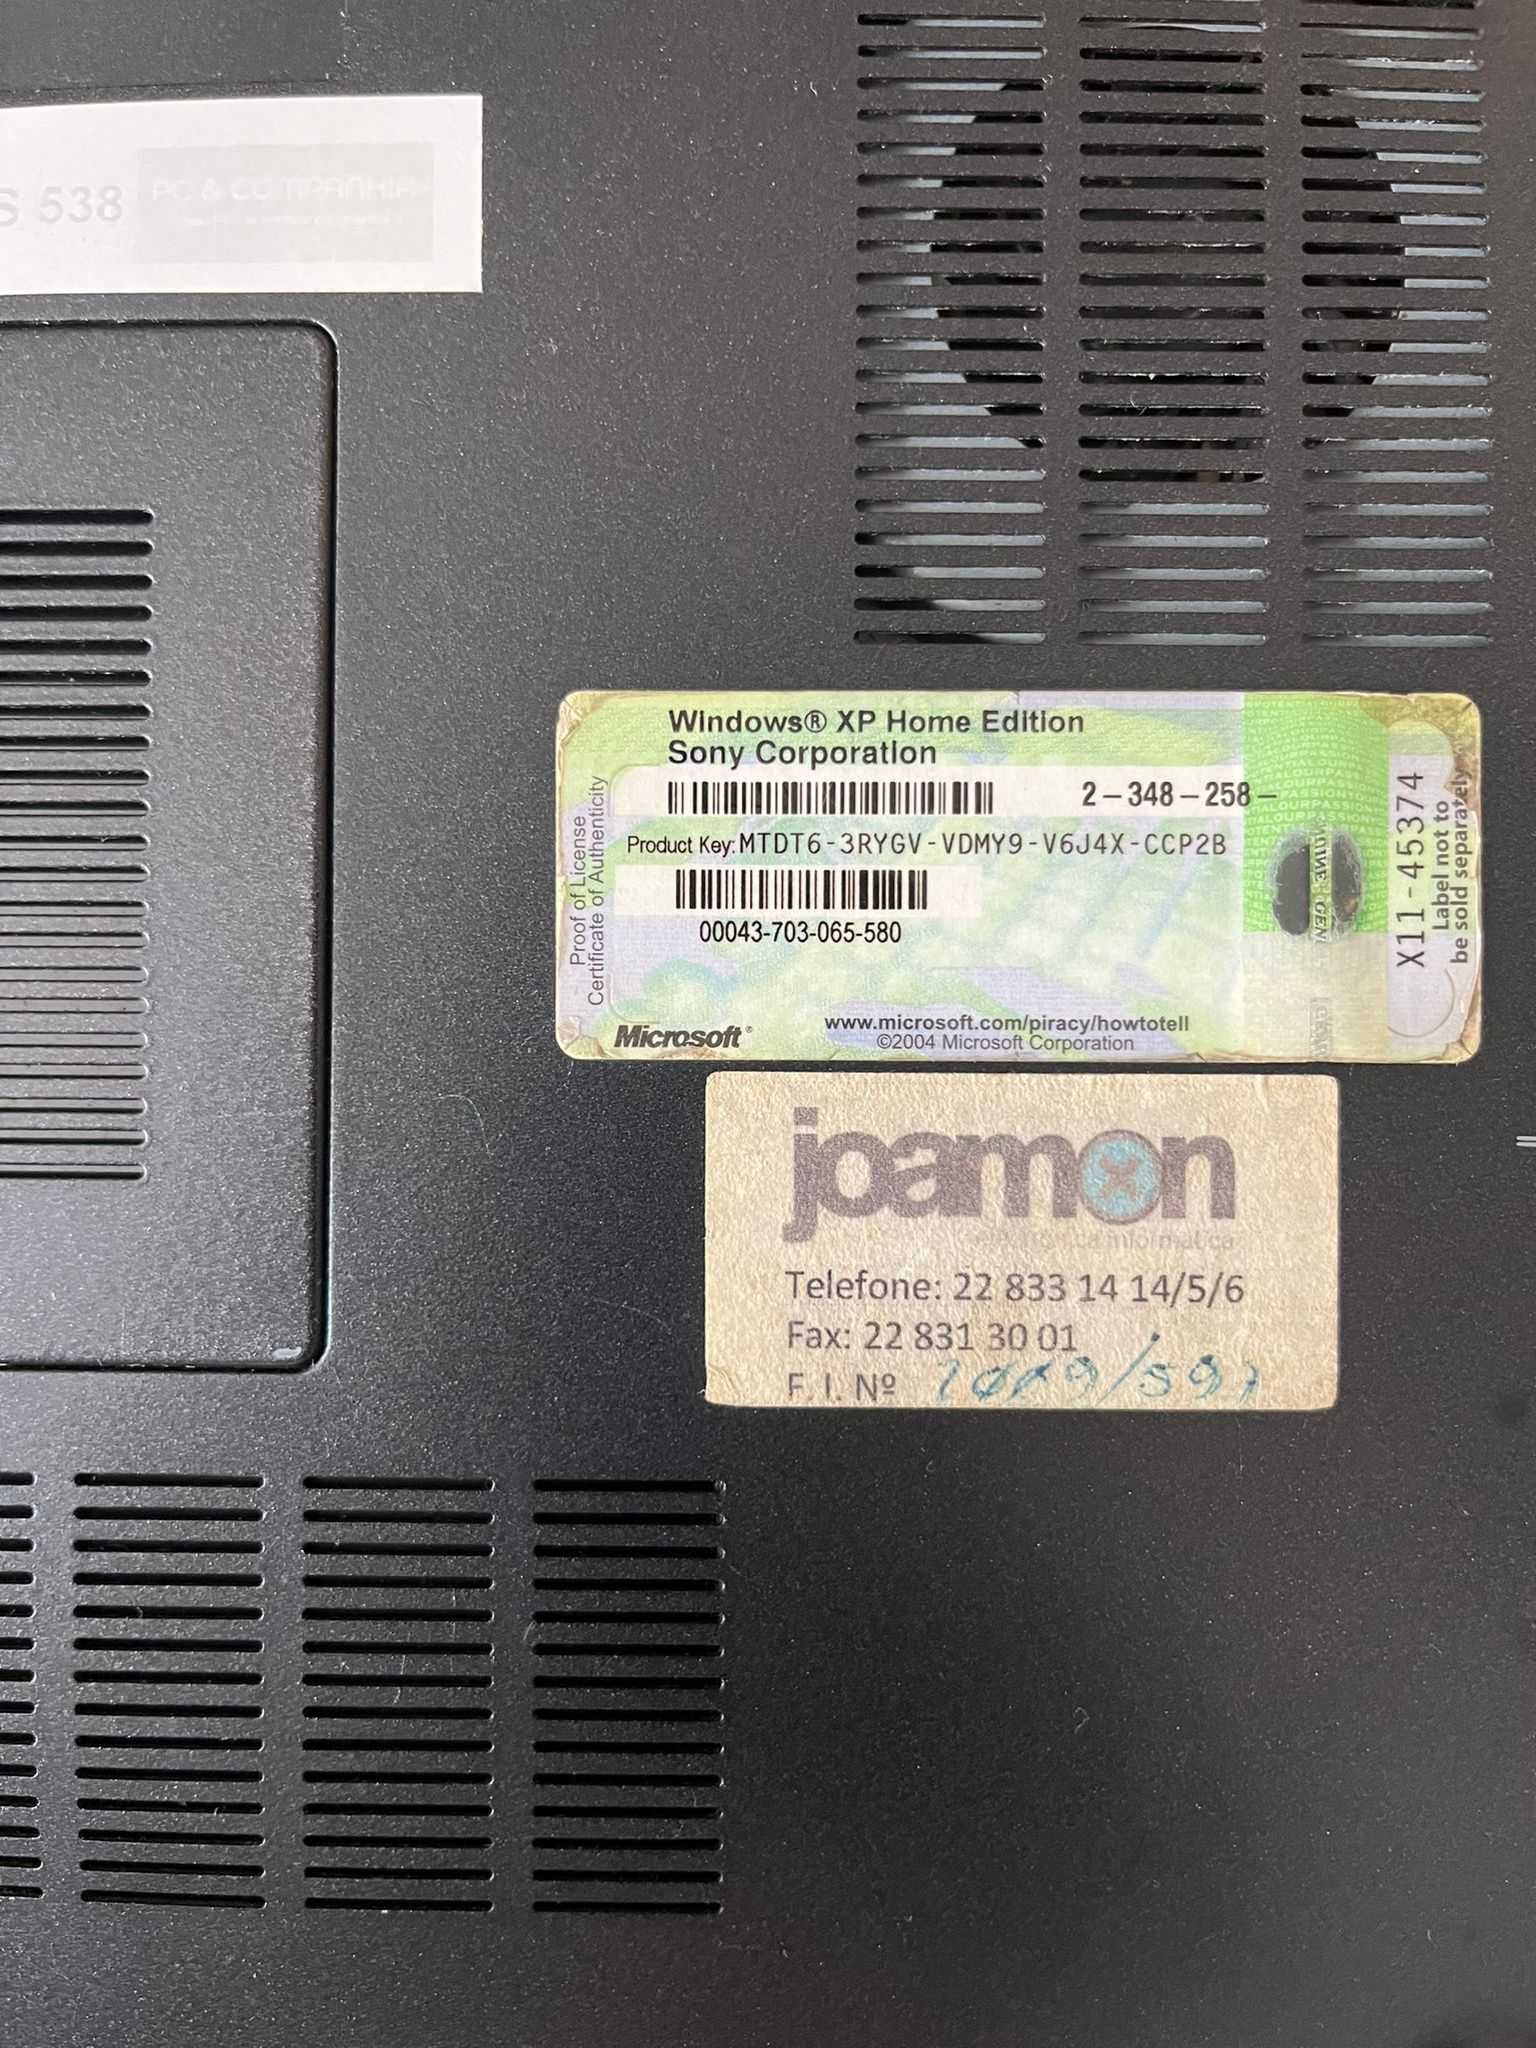 S 538
PC & COMPANHIA
Windows® XP Home Edition
Sony Corporation
2-348-258-
Product Key: MTDT6-3RYGV-VDMY9-V6J4X-CCP2B
00043-703-065-580
Proof of License
Certificate of Authenticity
Microsoft®
www.microsoft.com/piracy/howtotell
©2004 Microsoft Corporation
X11-45374
Label not to
be sold separately
joamon
informática
Telefone: 22 833 14 14/5/6
Fax: 22 831 30 01
F. I. Nº